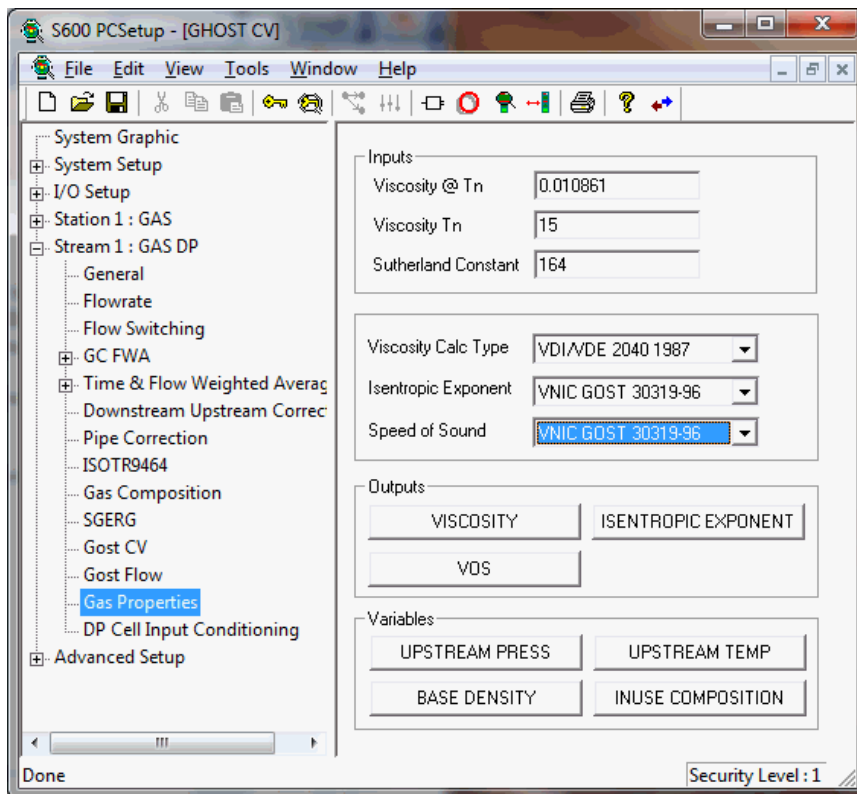 S600 PCSetup - [GHOST CV]
File Edit View Tools Window Help
System Graphic
System Setup
I/O Setup
Station 1 : GAS
Stream 1 : GAS DP
General
Flowrate
Flow Switching
GC FWA
Time & Flow Weighted Averag
Downstream Upstream Correc
Pipe Correction
ISOTR9464
Gas Composition
SGERG
Gost CV
Gost Flow
Gas Properties
DP Cell Input Conditioning
Advanced Setup
Inputs
Viscosity @ Tn 0.010861
Viscosity Tn 15
Sutherland Constant 164
Viscosity Calc Type VDI/VDE 2040 1987
Isentropic Exponent VNIC GOST 30319-96
Speed of Sound VNIC GOST 30319-96
Outputs
VISCOSITY ISENTROPIC EXPONENT
VOS
Variables
UPSTREAM PRESS UPSTREAM TEMP
BASE DENSITY INUSE COMPOSITION
Done Security Level : 1